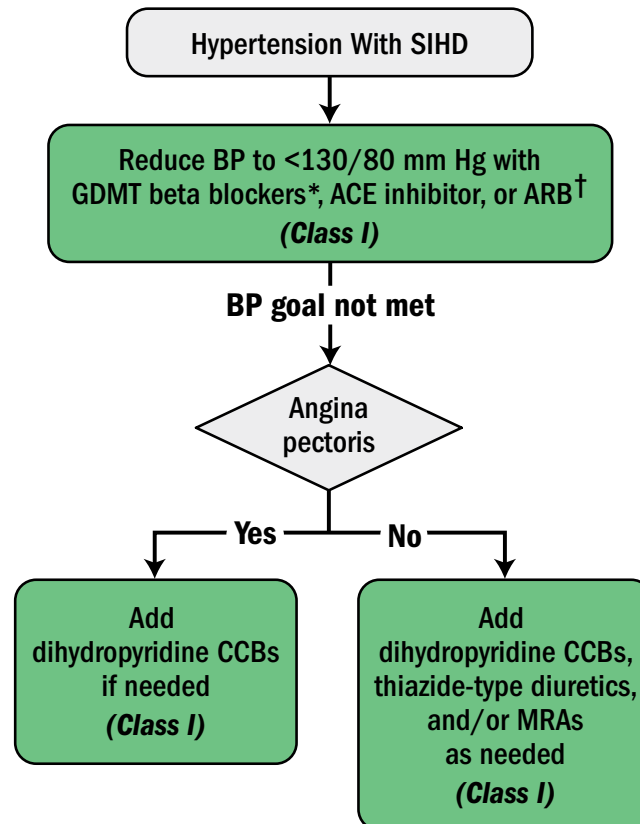 Hypertension With SIHD
Reduce BP to <130/80 mm Hg with
GDMT beta blockers*, ACE inhibitor, or ARB†
(Class I)
BP goal not met
Angina
pectoris
Yes
No
Add
dihydropyridine CCBs
if needed
(Class I)
Add
dihydropyridine CCBs,
thiazide-type diuretics,
and/or MRAs
as needed
(Class I)